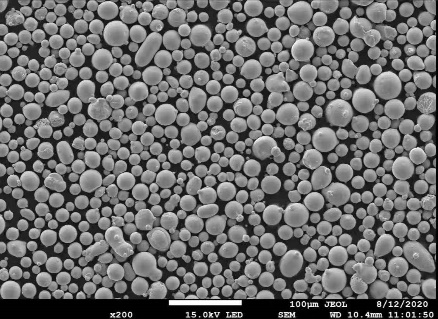 100μm JEOL 8/12/2020
x200 15.0kV LED SEM WD 10.4mm 11:01:50